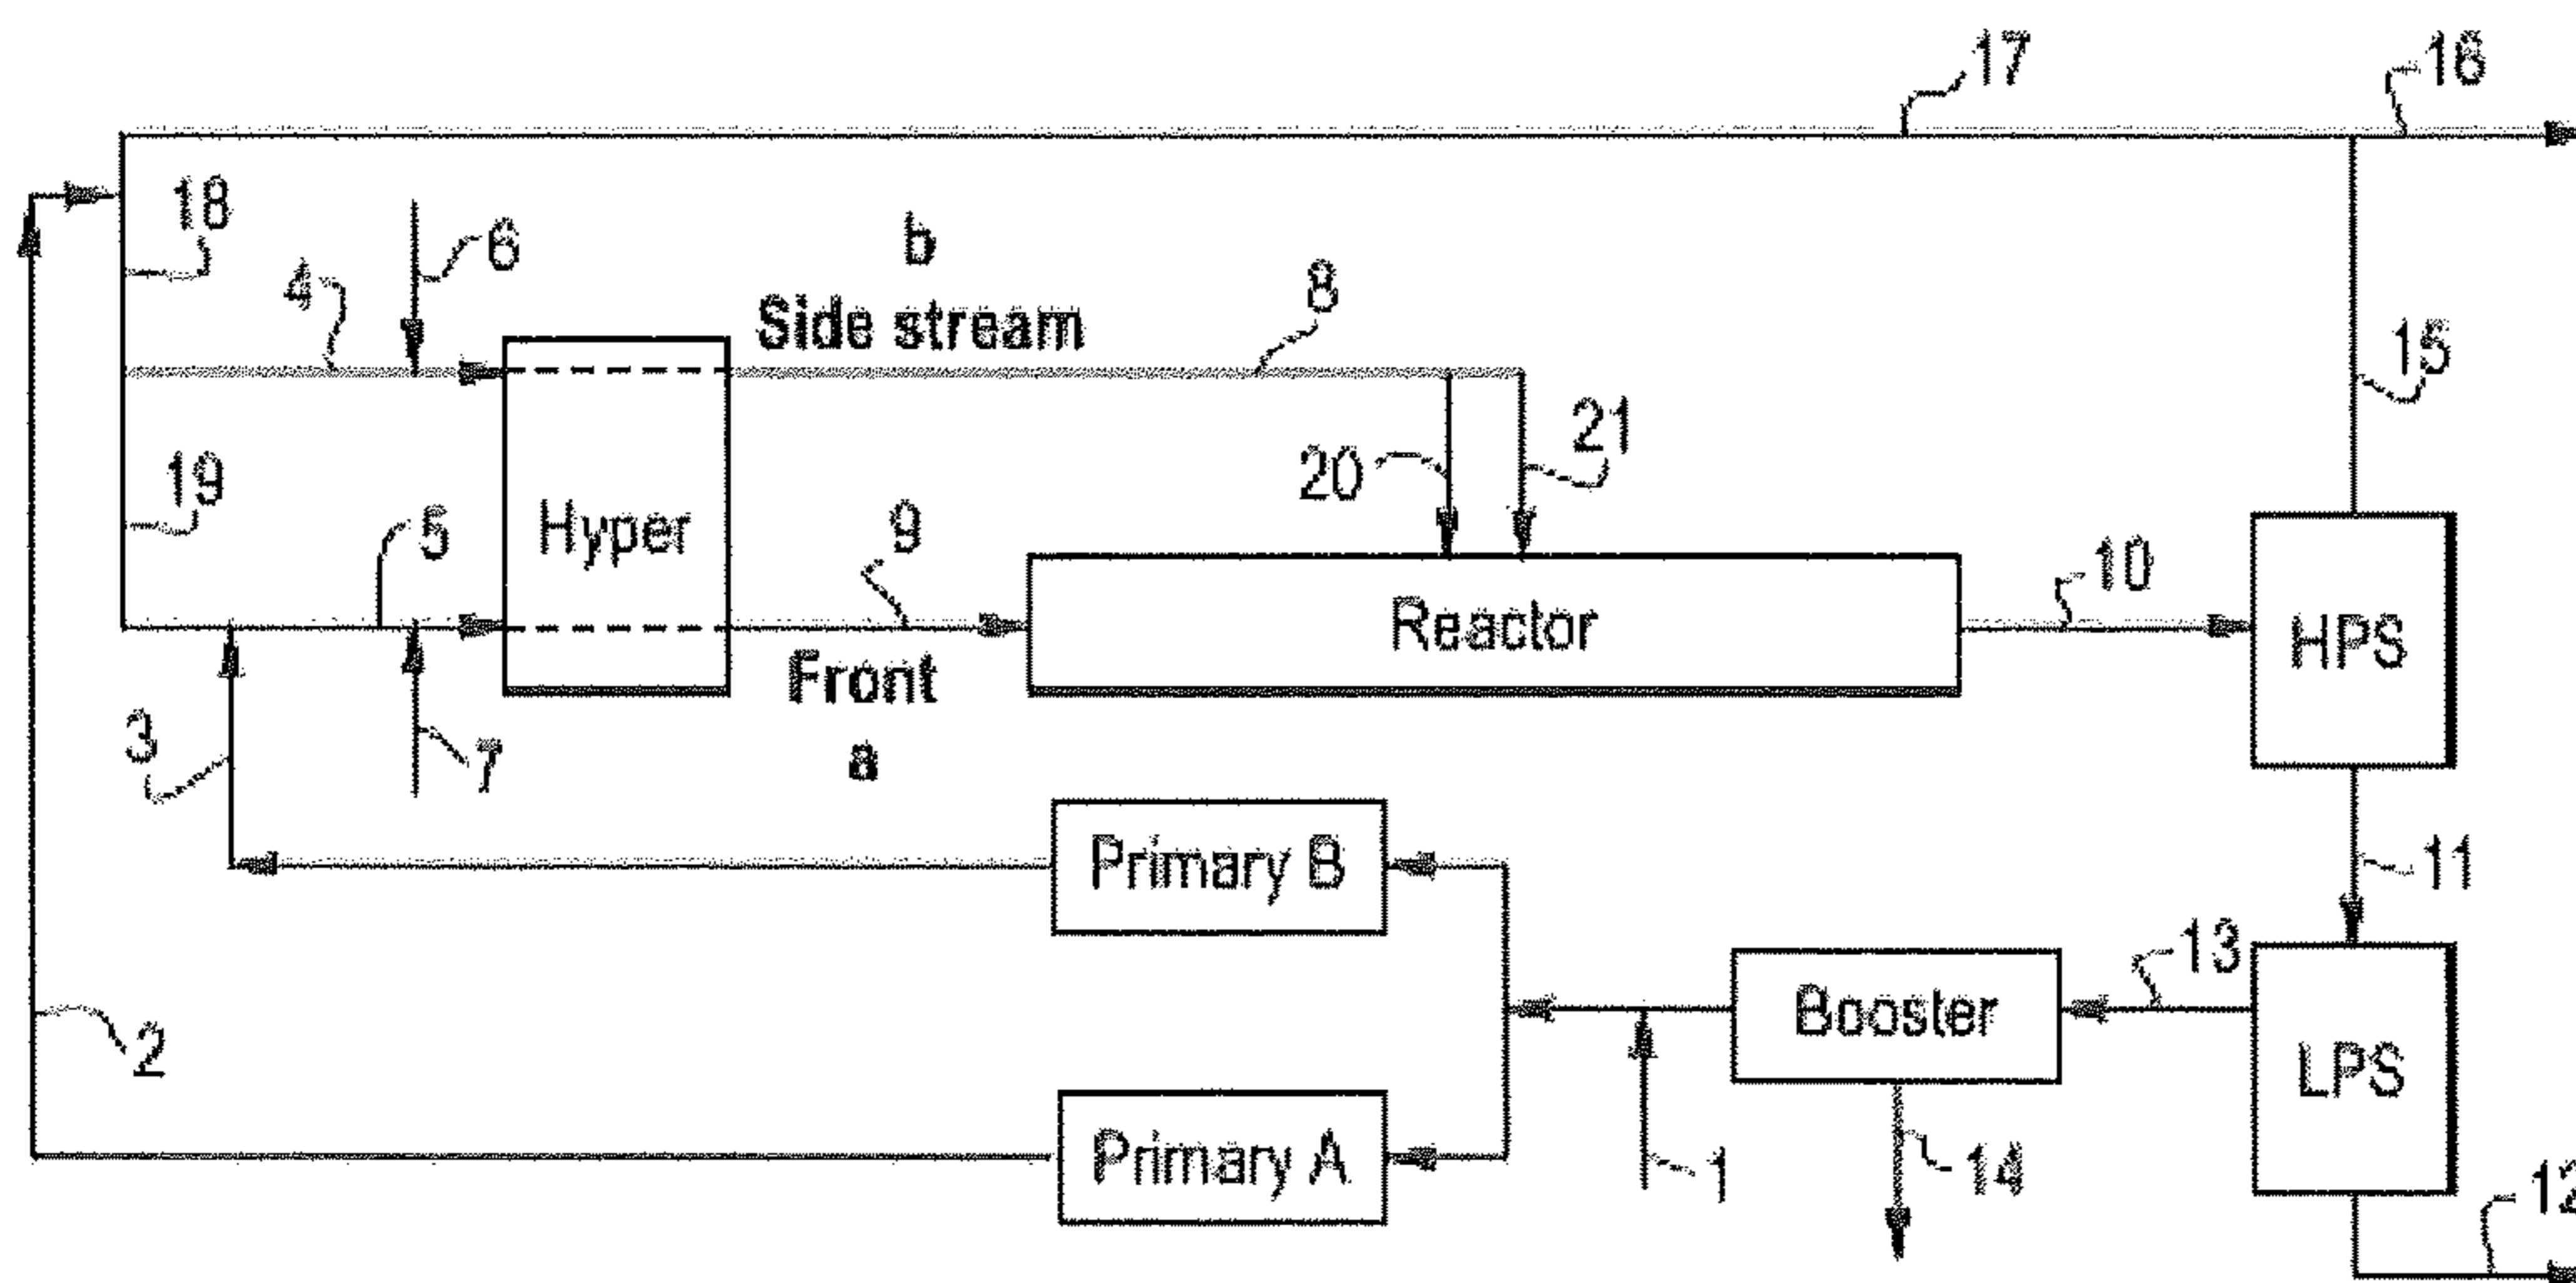 17
16
18
6
b
4
8
Side stream
15
21
20
19
5
9
Hyper
10
Reactor
HPS
Front
3
7
a
Primary B
11
13
Booster
2
LPS
Primary A
1
14
12